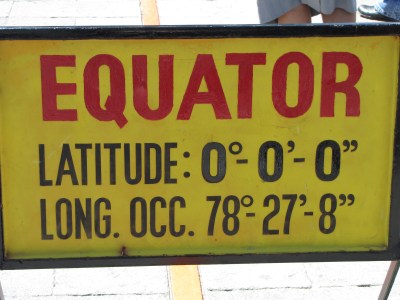 EQUATOR
LATITUDE: 0°-0'-0"
LONG. OCC. 78°-27'-8"